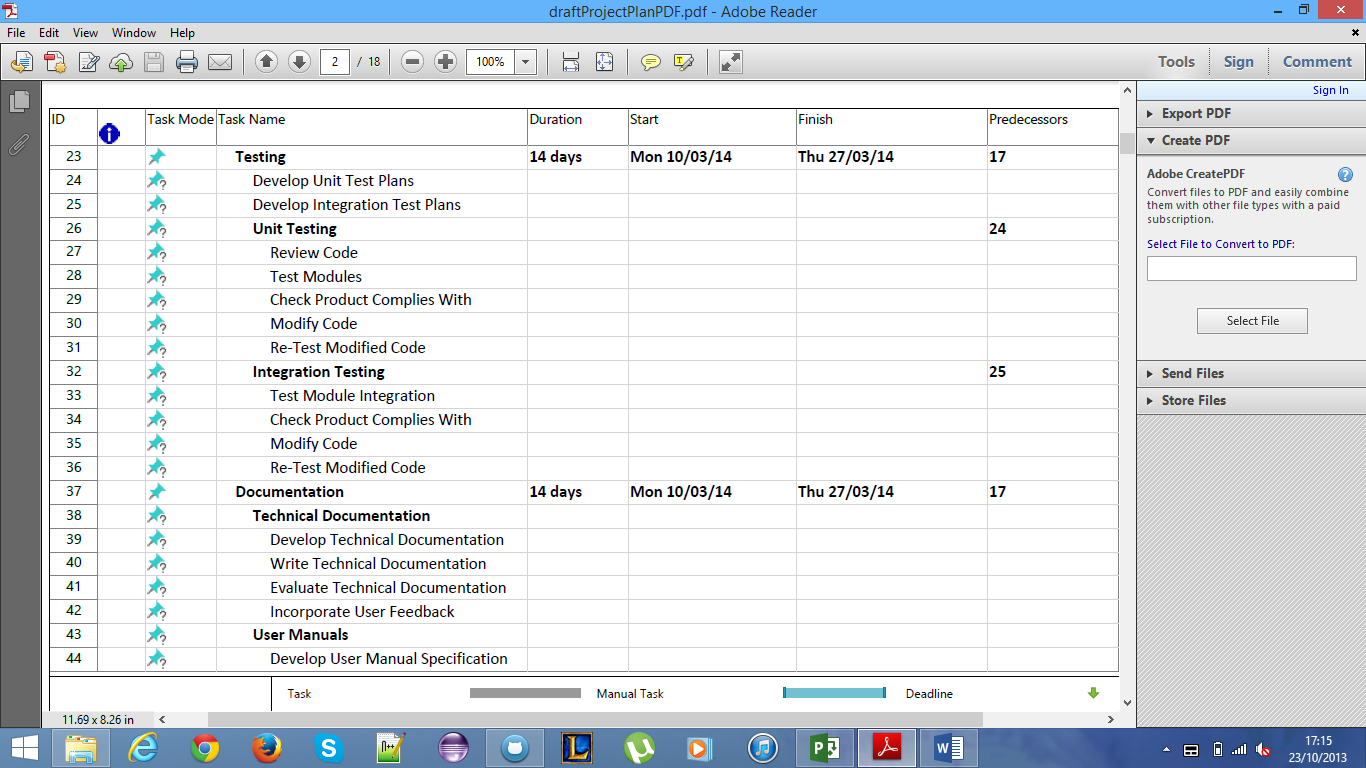 draftProjectPlanPDF.pdf - Adobe Reader
File Edit View Window Help
2 / 18 100% Tools Sign Comment
Sign In
Export PDF
Create PDF
Adobe CreatePDF
Convert files to PDF and easily combine
them with other file types with a paid
subscription.
Select File to Convert to PDF:
Select File
Send Files
Store Files
ID Task Mode Task Name Duration Start Finish Predecessors
23 Testing 14 days Mon 10/03/14 Thu 27/03/14 17
24 Develop Unit Test Plans
25 Develop Integration Test Plans
26 Unit Testing 24
27 Review Code
28 Test Modules
29 Check Product Complies With
30 Modify Code
31 Re-Test Modified Code
32 Integration Testing 25
33 Test Module Integration
34 Check Product Complies With
35 Modify Code
36 Re-Test Modified Code
37 Documentation 14 days Mon 10/03/14 Thu 27/03/14 17
38 Technical Documentation
39 Develop Technical Documentation
40 Write Technical Documentation
41 Evaluate Technical Documentation
42 Incorporate User Feedback
43 User Manuals
44 Develop User Manual Specification
Task Manual Task Deadline
11.69 x 8.26 in
17:15
23/10/2013